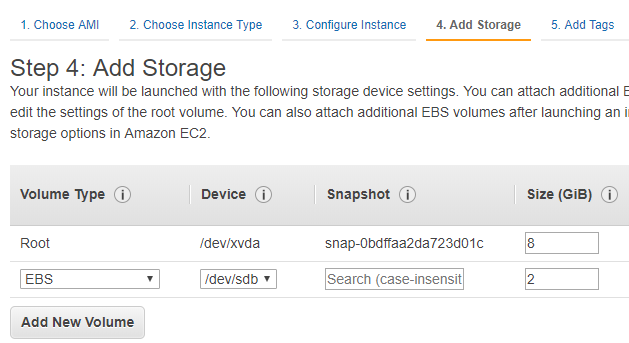 1. Choose AMI 2. Choose Instance Type 3. Configure Instance 4. Add Storage 5. Add Tags
Step 4: Add Storage
Your instance will be launched with the following storage device settings. You can attach additional E
edit the settings of the root volume. You can also attach additional EBS volumes after launching an i
storage options in Amazon EC2.
Volume Type i Device i Snapshot i Size (GiB) i
Root /dev/xvda snap-0bdffaa2da723d01c 8
EBS /dev/sdb Search (case-insensit 2
Add New Volume